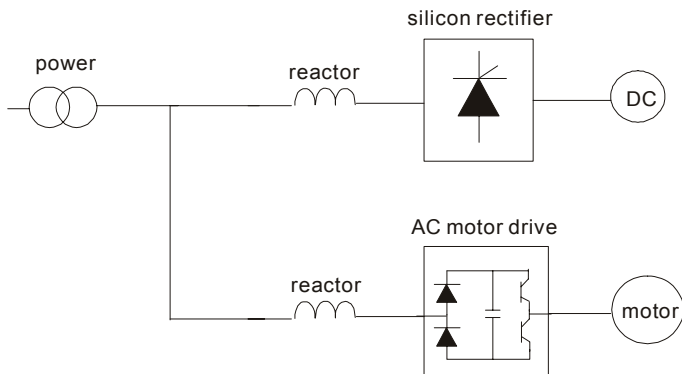 silicon rectifier
power
reactor
DC
AC motor drive
reactor
motor